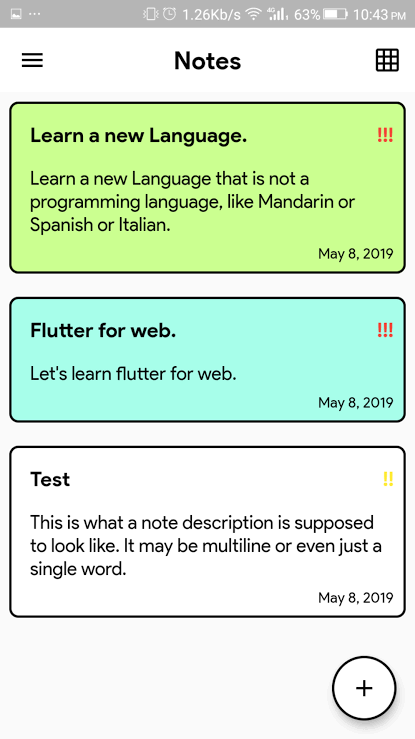 1.26Kb/s 4G 63% 10:43 PM
Notes
Learn a new Language. !!!
Learn a new Language that is not a
programming language, like Mandarin or
Spanish or Italian.
May 8, 2019
Flutter for web. !!!
Let's learn flutter for web.
May 8, 2019
Test !!
This is what a note description is supposed
to look like. It may be multiline or even just a
single word.
May 8, 2019
+